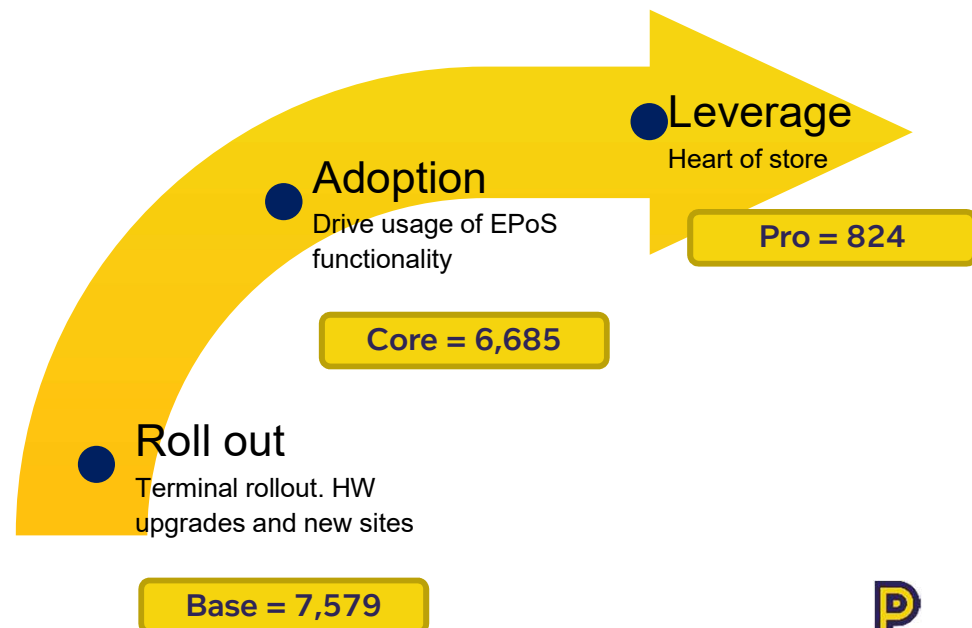 Leverage
Heart of store
Pro = 824
Adoption
Drive usage of EPoS
functionality
Core = 6,685
Roll out
Terminal rollout. HW
upgrades and new sites
Base = 7,579